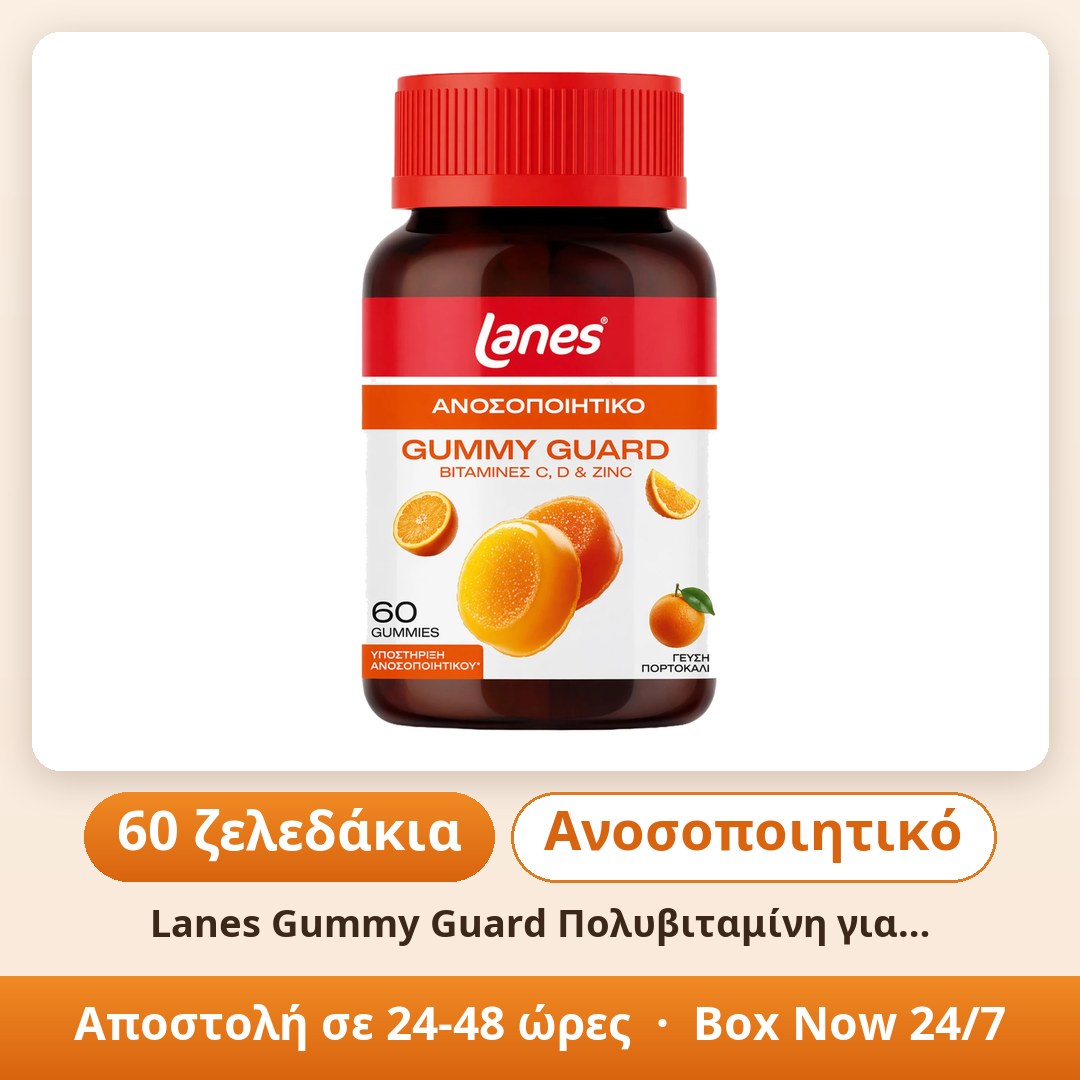 Lanes®
ΑΝΟΣΟΠΟΙΗΤΙΚΟ
GUMMY GUARD
ΒΙΤΑΜΙΝΕΣ C, D & ZINC
60
GUMMIES
ΥΠΟΣΤΗΡΙΞΗ
ΑΝΟΣΟΠΟΙΗΤΙΚΟΥ*
ΓΕΥΣΗ
ΠΟΡΤΟΚΑΛΙ
60 ζελεδάκια
Ανοσοποιητικό
Lanes Gummy Guard Πολυβιταμίνη για...
Αποστολή σε 24-48 ώρες · Box Now 24/7